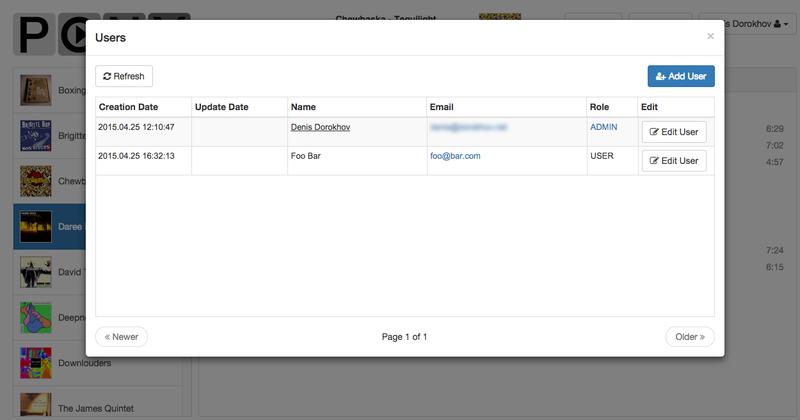 Chewbaska - Tequilight
s Dorokhov
Users
×
Refresh
Add User
Creation Date Update Date Name Email Role Edit
2015.04.25 12:10:47 Denis Dorokhov ADMIN Edit User
2015.04.25 16:32:13 Foo Bar foo@bar.com USER Edit User
« Newer Page 1 of 1 Older »
Boxing
Brigitte
Chewb
Daree
David T
Deepn
Downlouders
The James Quintet
6:29
7:02
4:57
7:24
6:15